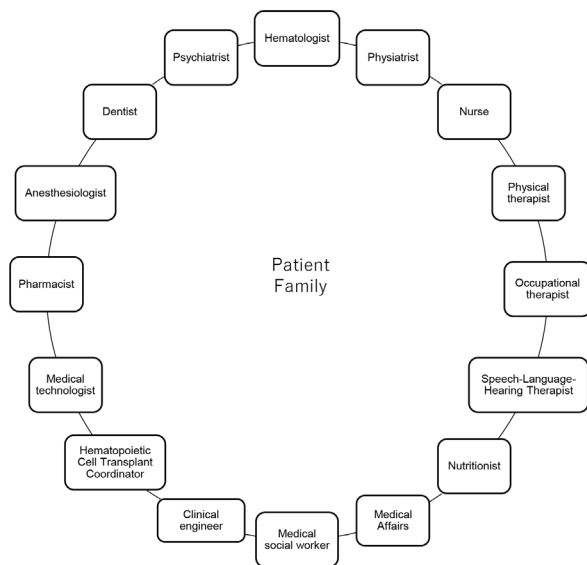 Hematologist
Physiatrist
Nurse
Physical
therapist
Occupational
therapist
Speech-Language-
Hearing Therapist
Nutritionist
Medical
Affairs
Medical
social worker
Clinical
engineer
Hematopoietic
Cell Transplant
Coordinator
Medical
technologist
Pharmacist
Anesthesiologist
Dentist
Psychiatrist
Patient
Family